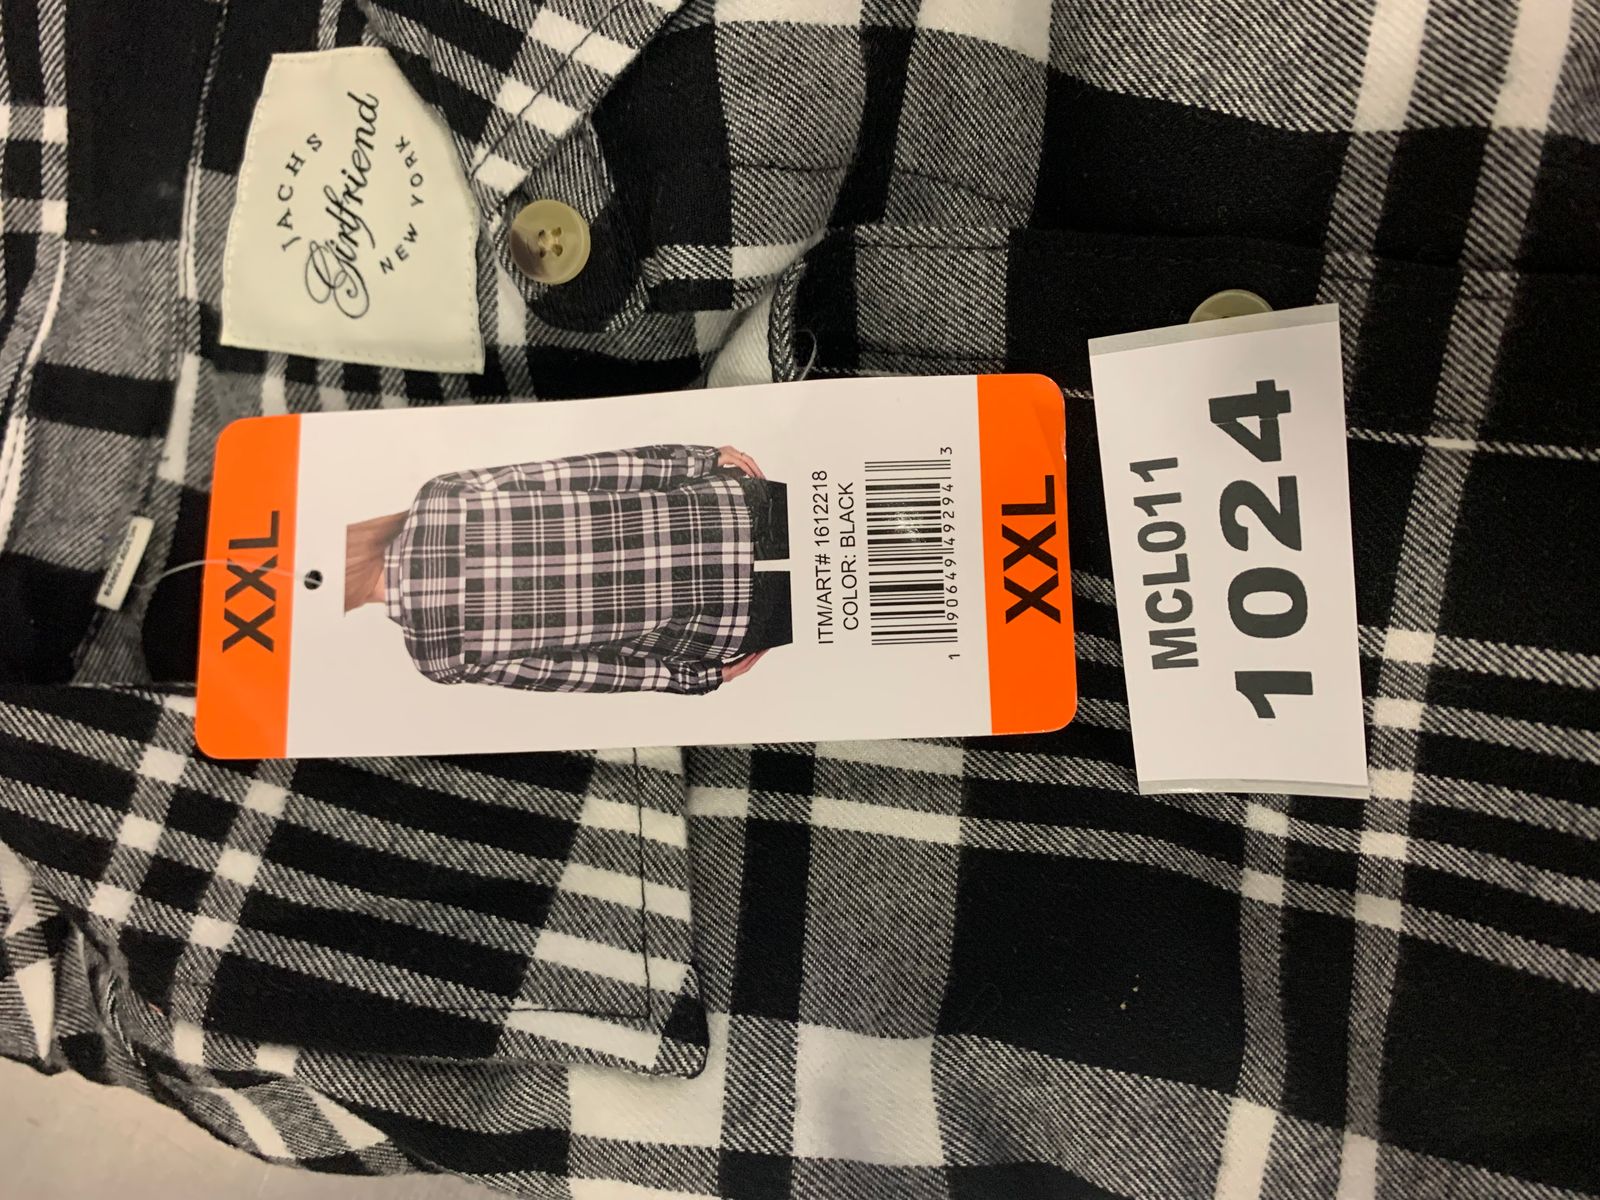 JACHS
Girlfriend
NEW YORK
XXL
ITM/ART# 1612218
COLOR: BLACK
1 90649 49294 3
XXL
MCL011
1024